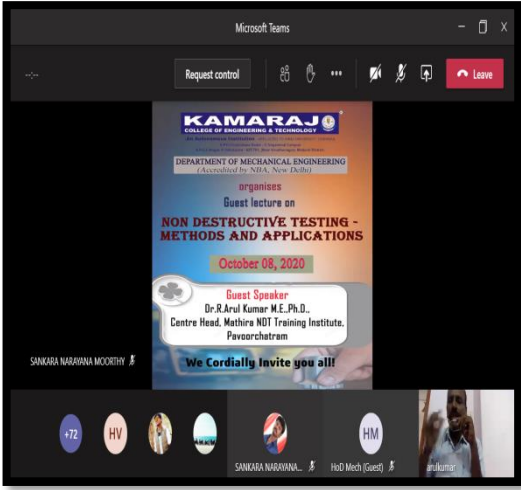 Microsoft Teams
--:--
Request control
Leave
KAMARAJ
COLLEGE OF ENGINEERING & TECHNOLOGY
DEPARTMENT OF MECHANICAL ENGINEERING
(Accredited by NBA, New Delhi)
organises
Guest lecture on
NON DESTRUCTIVE TESTING -
METHODS AND APPLICATIONS
October 08, 2020
Guest Speaker
Dr.R.Arul Kumar M.E.,Ph.D.,
Centre Head, Mathira NDT Training Institute,
Pavoorchatram
SANKARA NARAYANA MOORTHY
We Cordially Invite you all!
+72
HV
HM
SANKARA NARAYANA...
HoD Mech (Guest)
arulkumar